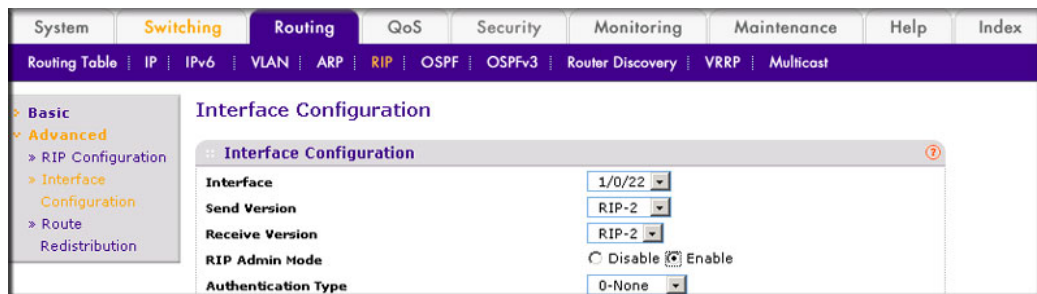 System Switching Routing QoS Security Monitoring Maintenance Help Index
Routing Table IP IPv6 VLAN ARP RIP OSPF OSPFv3 Router Discovery VRRP Multicast
Basic
Advanced
» RIP Configuration
» Interface
Configuration
» Route
Redistribution
Interface Configuration
Interface Configuration ?
Interface 1/0/22
Send Version RIP-2
Receive Version RIP-2
RIP Admin Mode Disable Enable
Authentication Type 0-None